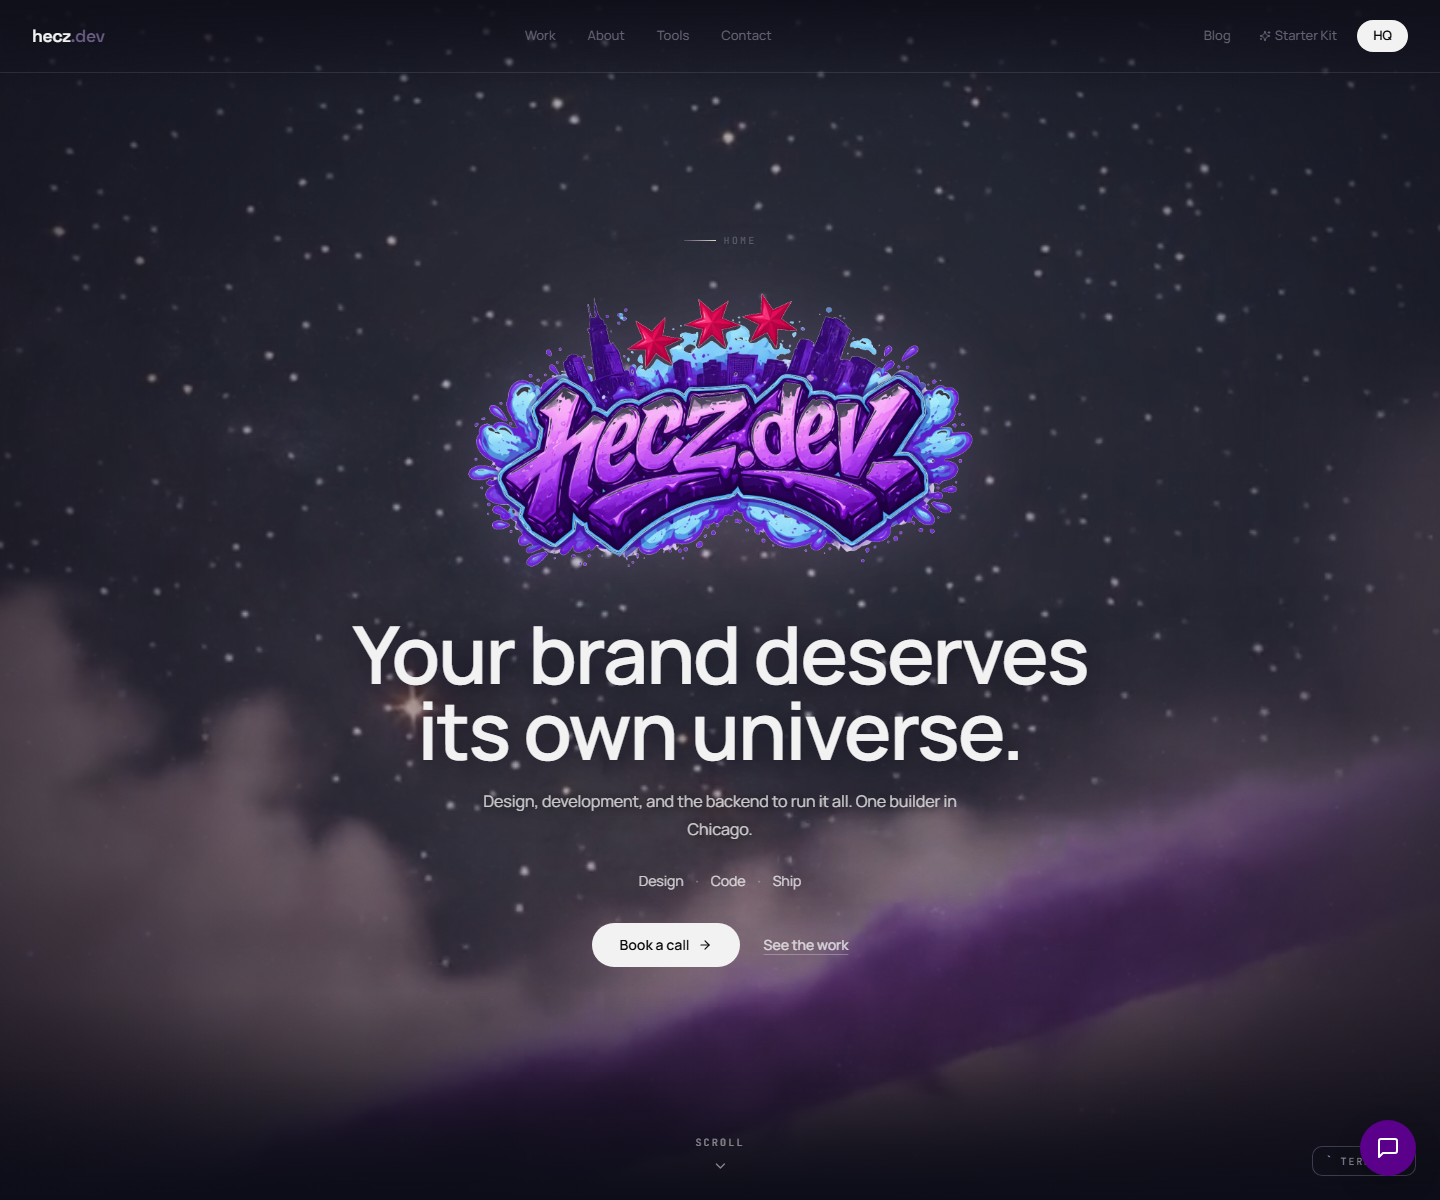 hecz.dev
Work About Tools Contact
Blog Starter Kit HQ
HOME
hecz.dev
Your brand deserves
its own universe.
Design, development, and the backend to run it all. One builder in
Chicago.
Design · Code · Ship
Book a call → See the work
SCROLL